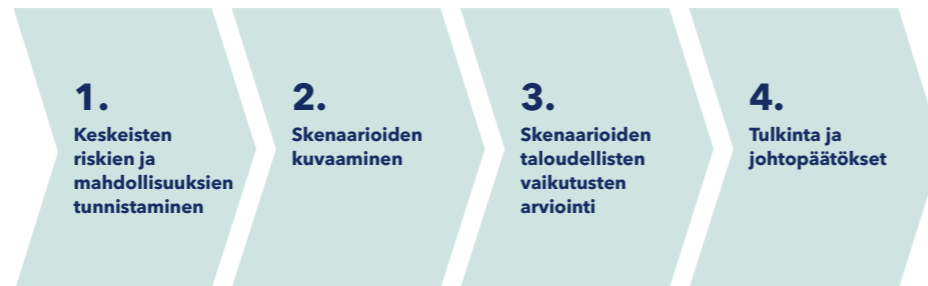 1.
Keskeisten
riskien ja
mahdollisuuksien
tunnistaminen
2.
Skenaarioiden
kuvaaminen
3.
Skenaarioiden
taloudellisten
vaikutusten
arviointi
4.
Tulkinta ja
johtopäätökset